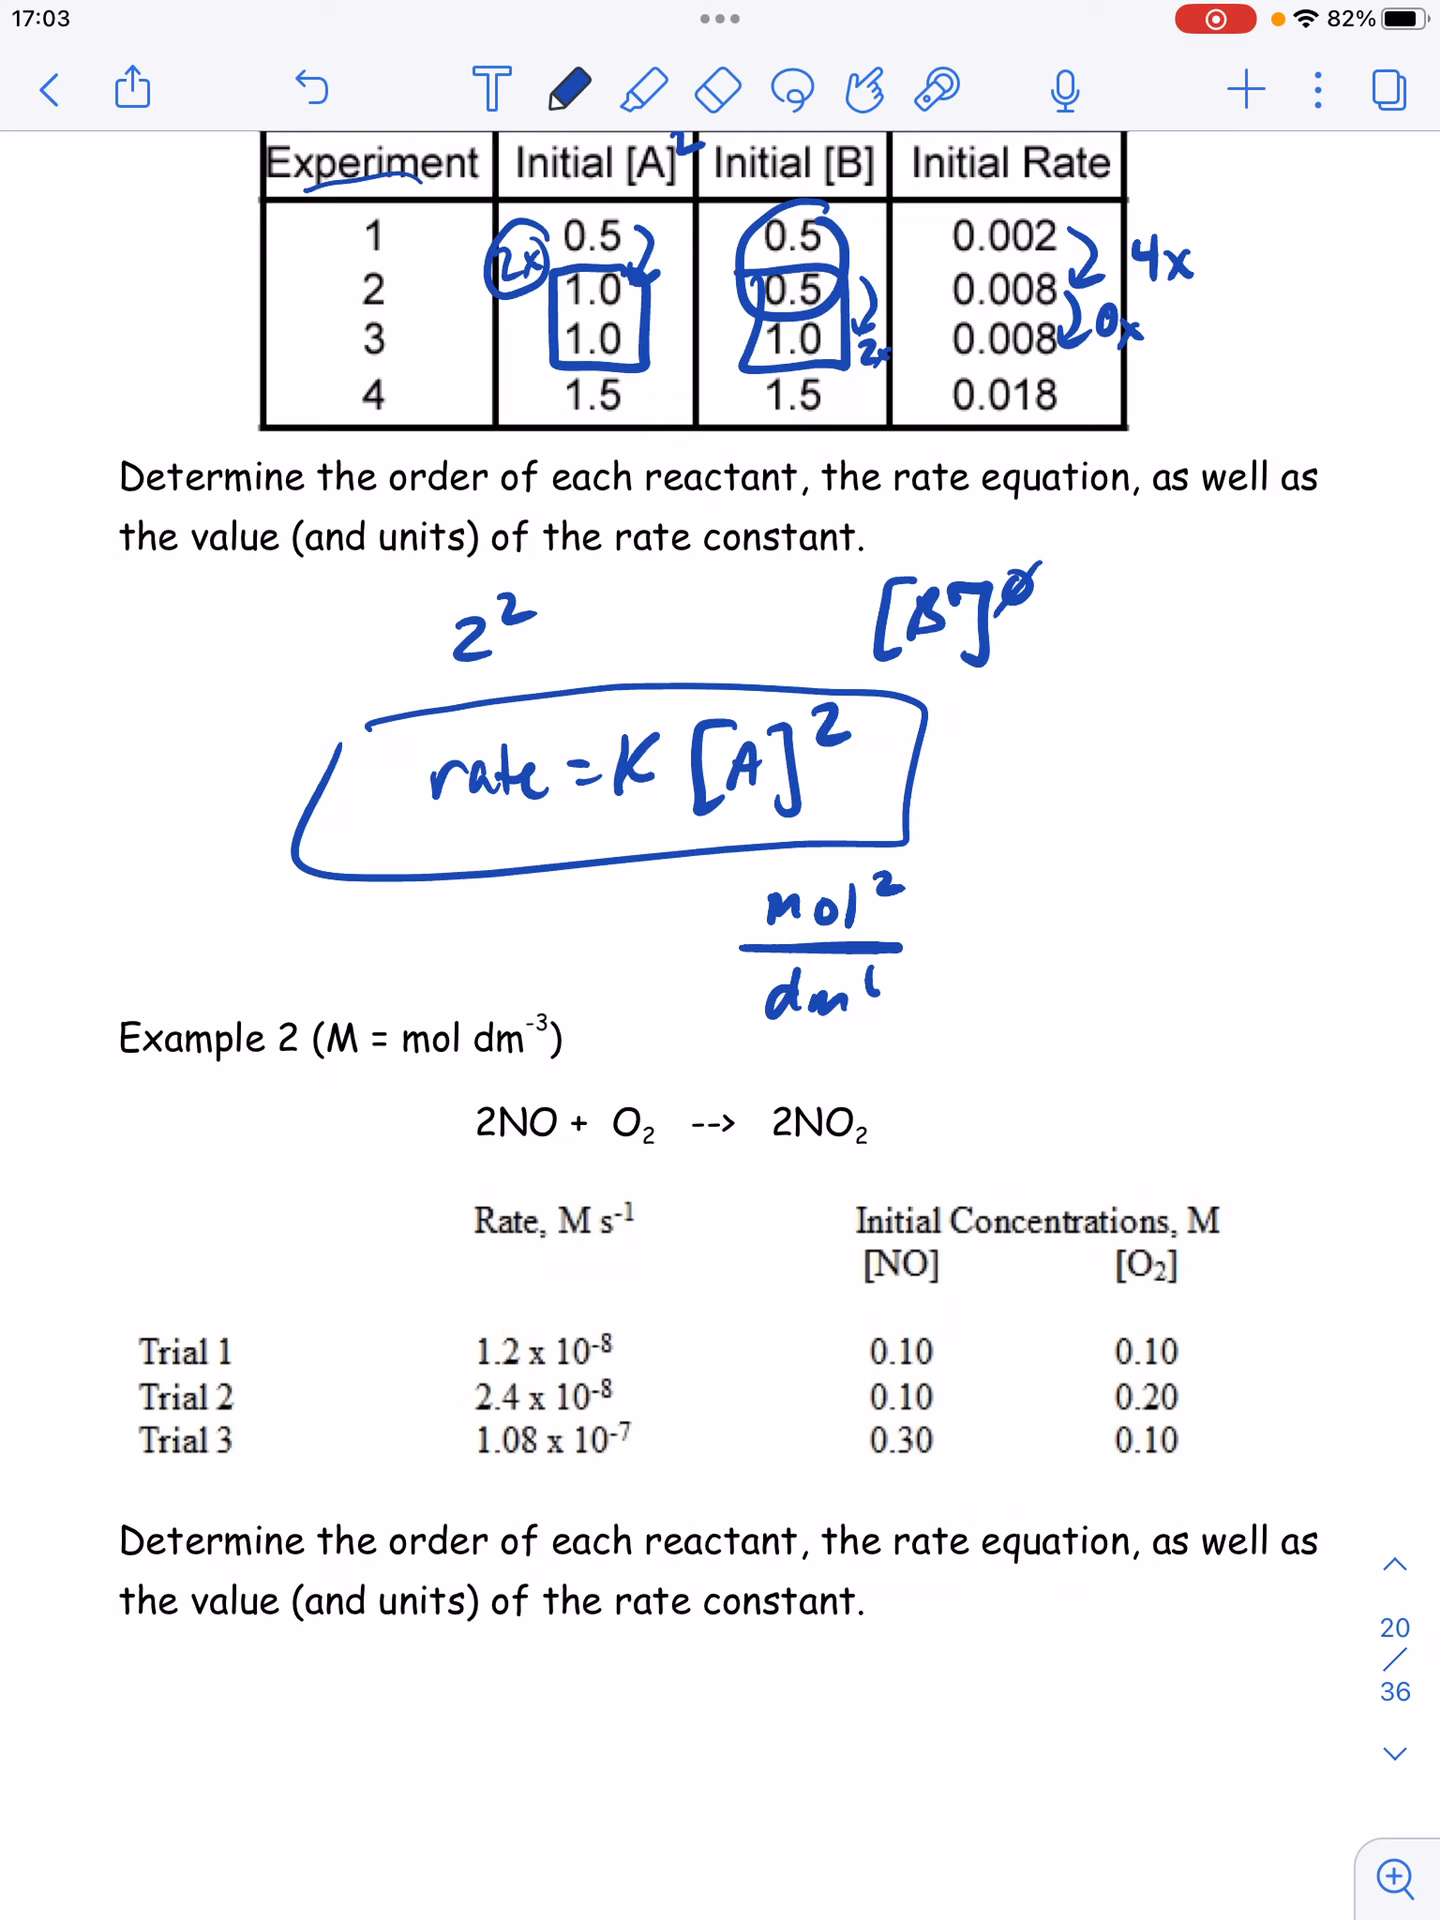 17:03
82%
Experiment Initial [A]² Initial [B] Initial Rate
1 2x 0.5 0.5 0.002 4x
2 1.0 0.5 0.008 0x
3 1.0 1.0 2x 0.008
4 1.5 1.5 0.018
Determine the order of each reactant, the rate equation, as well as
the value (and units) of the rate constant.
2² [B]⁰
rate = K [A]²
mol²
dm⁶
Example 2 (M = mol dm⁻³)
2NO + O₂ --> 2NO₂
Rate, M s⁻¹ Initial Concentrations, M
[NO] [O₂]
Trial 1 1.2 x 10⁻⁸ 0.10 0.10
Trial 2 2.4 x 10⁻⁸ 0.10 0.20
Trial 3 1.08 x 10⁻⁷ 0.30 0.10
Determine the order of each reactant, the rate equation, as well as
the value (and units) of the rate constant.
20
/
36